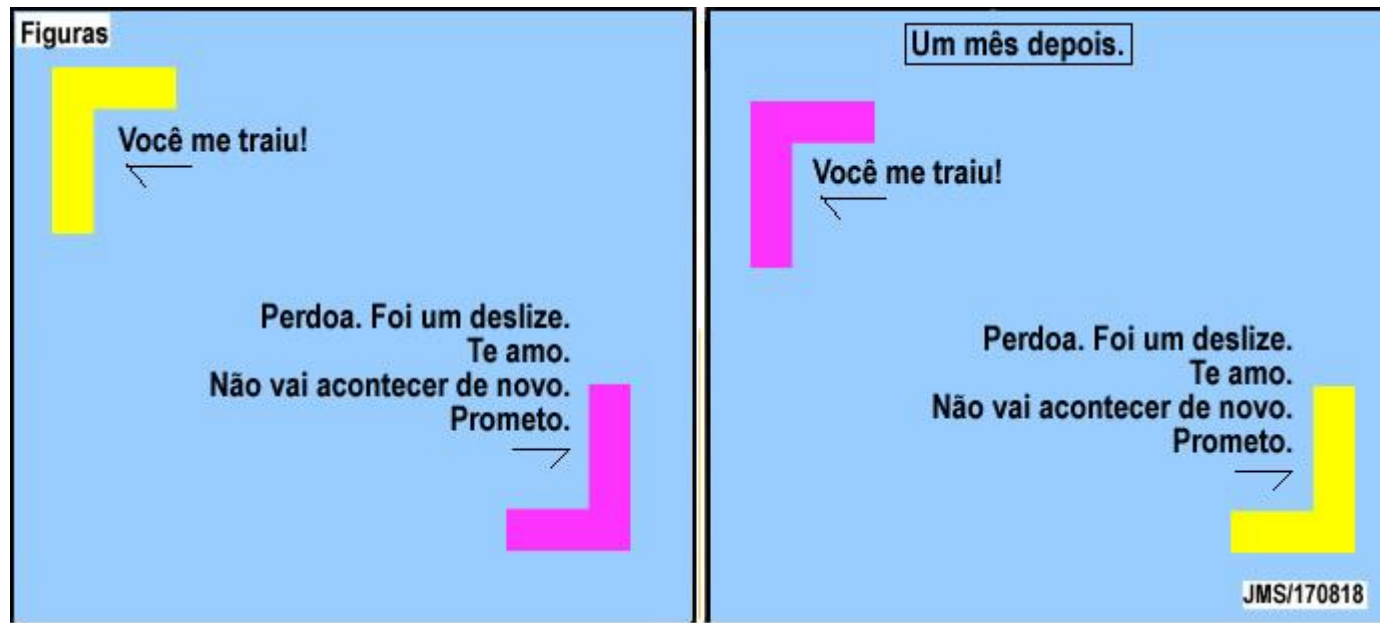 Figuras
Você me traiu!
Perdoa. Foi um deslize.
Te amo.
Não vai acontecer de novo.
Prometo.
Um mês depois.
Você me traiu!
Perdoa. Foi um deslize.
Te amo.
Não vai acontecer de novo.
Prometo.
JMS/170818